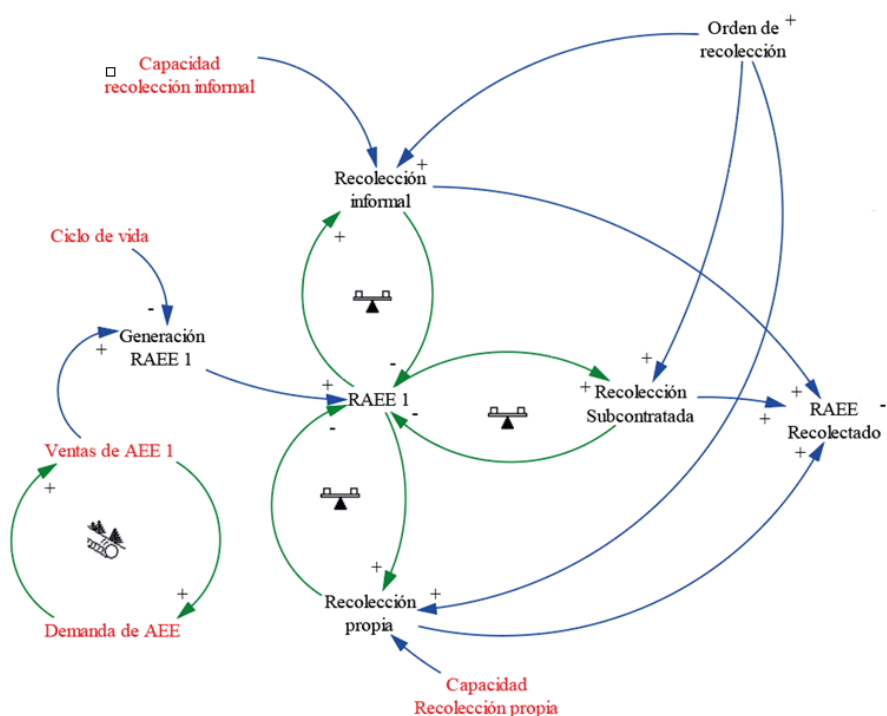 Orden de +
recolección
Capacidad
recolección informal
Recolección +
informal
+
Ciclo de vida
-
Generación
+ RAEE 1
-
+ RAEE 1
-
-
+
+ Recolección
Subcontratada
+
+ RAEE -
Recolectado
+
Ventas de AEE 1
+
+
Demanda de AEE
+
Recolección +
propia
Capacidad
Recolección propia